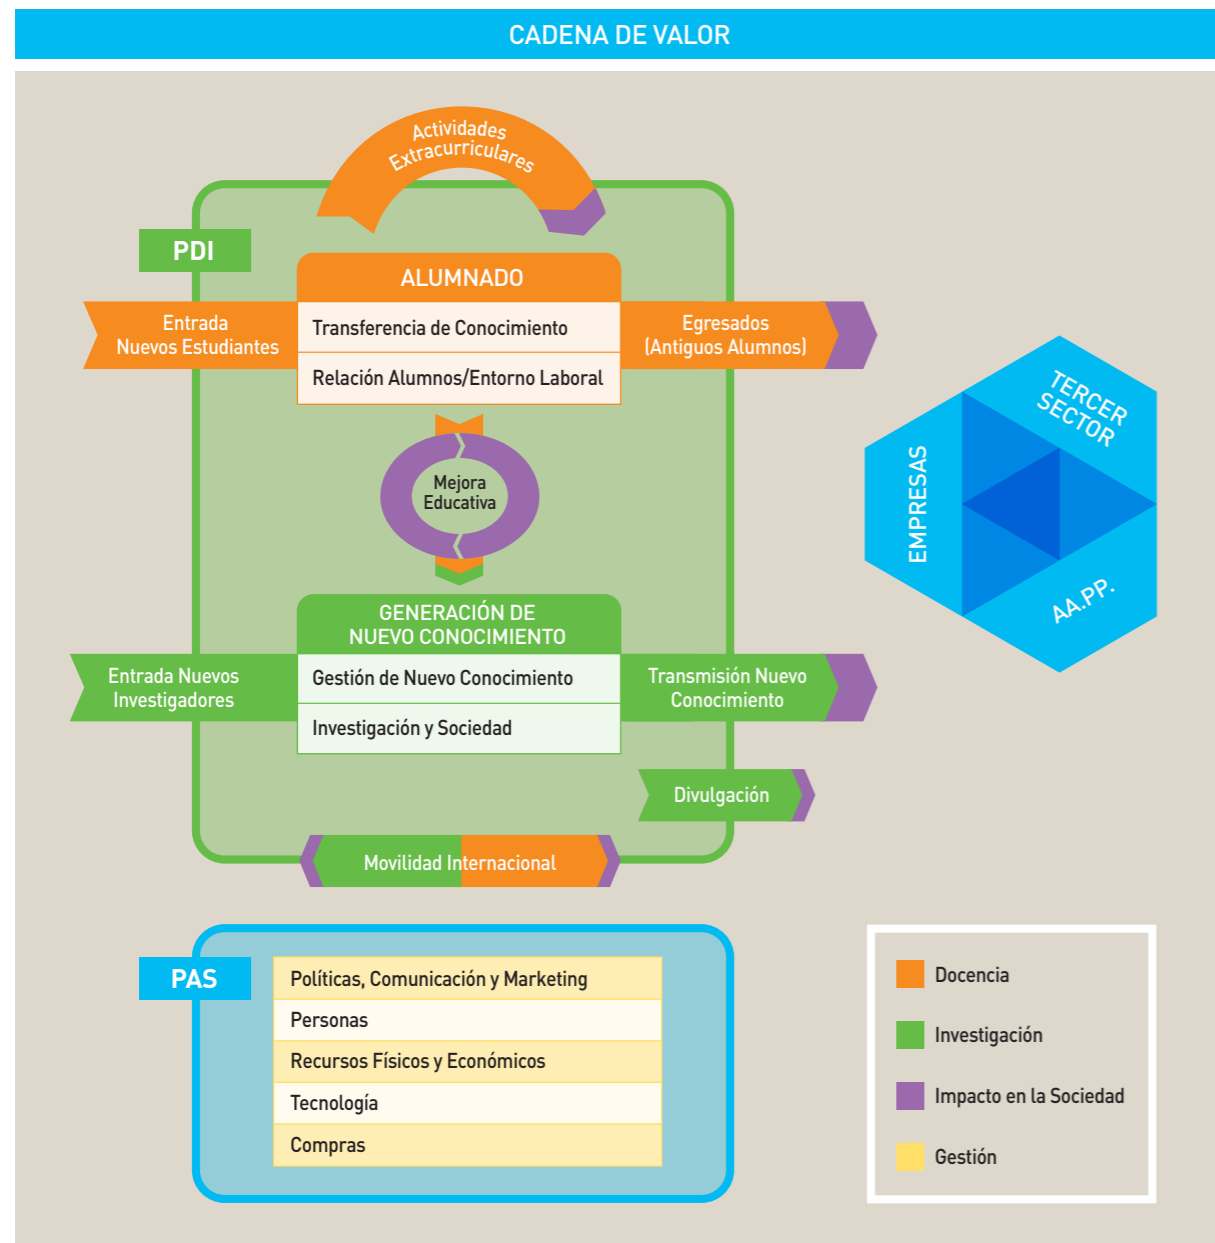 CADENA DE VALOR
Actividades
Extracurriculares
PDI
ALUMNADO
Entrada
Nuevos Estudiantes
Transferencia de Conocimiento
Relación Alumnos/Entorno Laboral
Egresados
(Antiguos Alumnos)
Mejora
Educativa
TERCER
SECTOR
EMPRESAS
AA.PP.
GENERACIÓN DE
NUEVO CONOCIMIENTO
Entrada Nuevos
Investigadores
Gestión de Nuevo Conocimiento
Investigación y Sociedad
Transmisión Nuevo
Conocimiento
Divulgación
Movilidad Internacional
PAS
Políticas, Comunicación y Marketing
Personas
Recursos Físicos y Económicos
Tecnología
Compras
Docencia
Investigación
Impacto en la Sociedad
Gestión